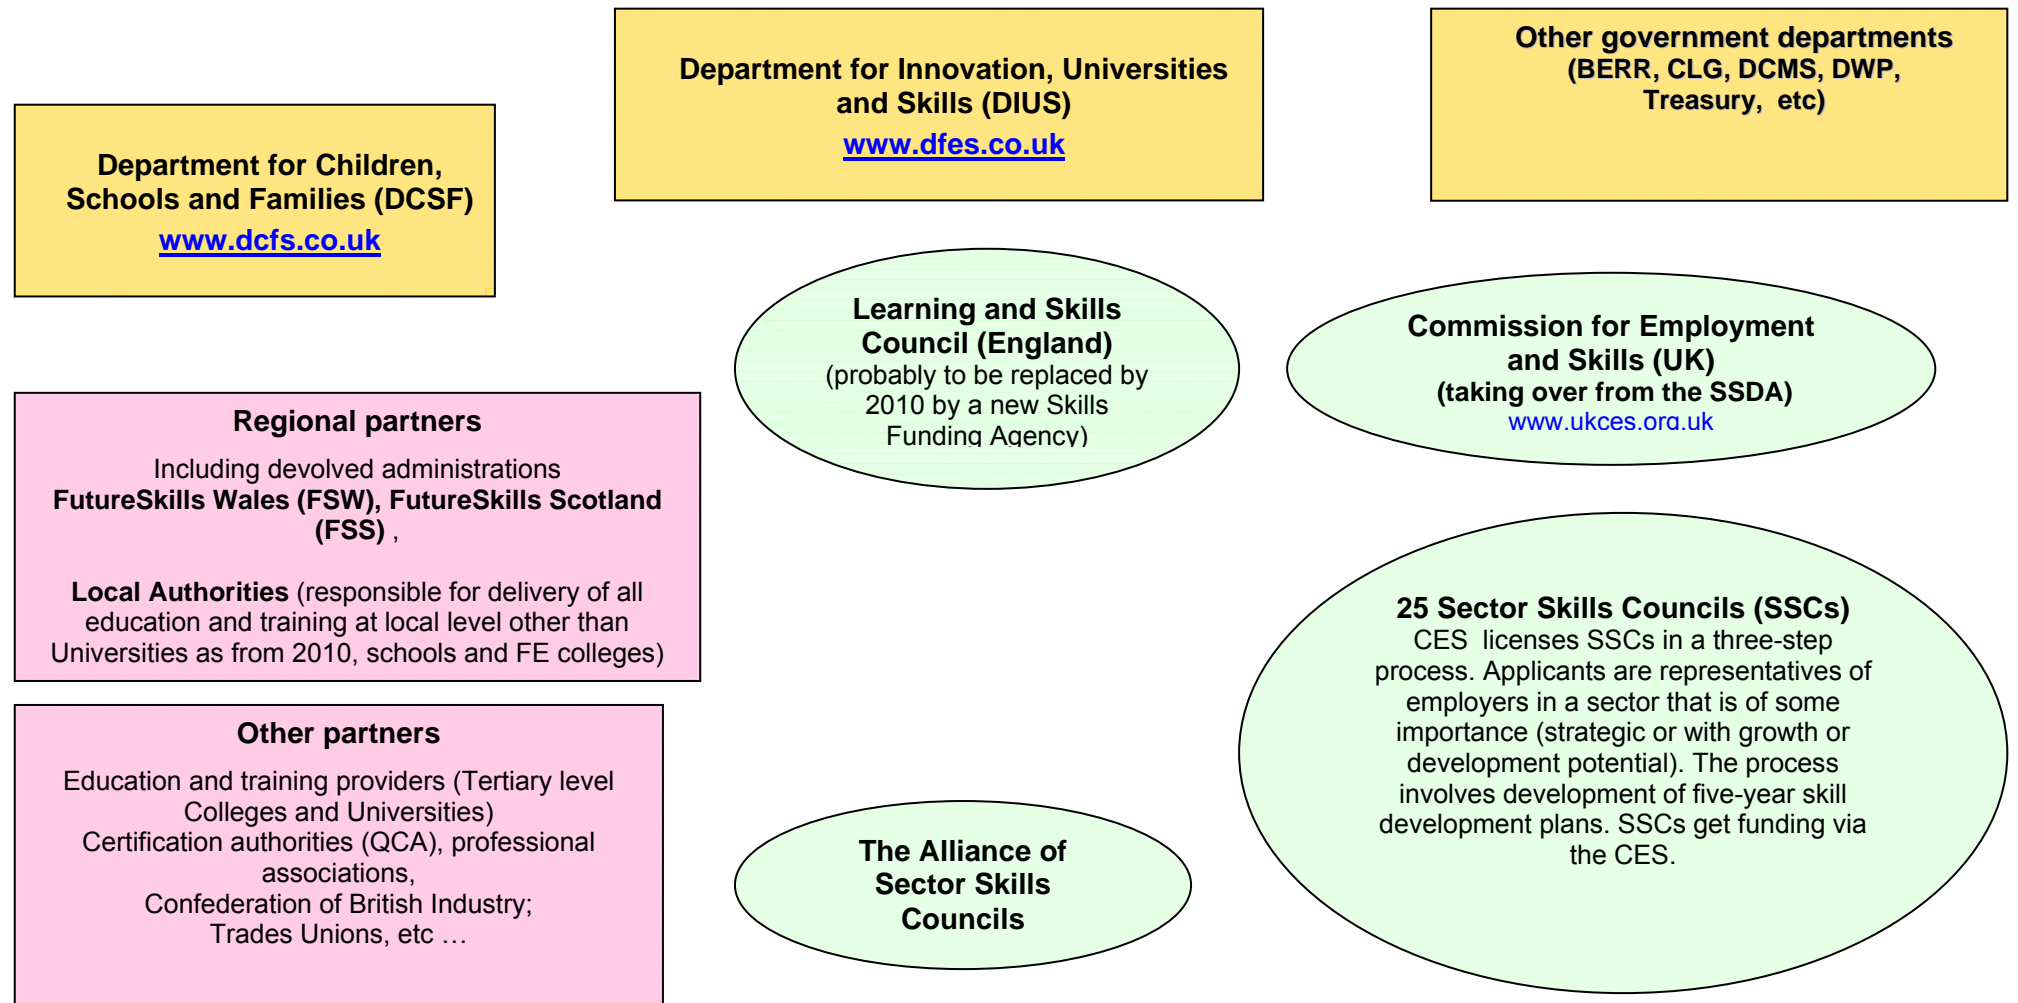 Department for Children,
Schools and Families (DCSF)
www.dcfs.co.uk
Department for Innovation, Universities
and Skills (DIUS)
www.dfes.co.uk
Other government departments
(BERR, CLG, DCMS, DWP,
Treasury, etc)
Learning and Skills
Council (England)
(probably to be replaced by
2010 by a new Skills
Funding Agency)
Commission for Employment
and Skills (UK)
(taking over from the SSDA)
www.ukces.org.uk
Regional partners
Including devolved administrations
FutureSkills Wales (FSW), FutureSkills Scotland
(FSS) ,
Local Authorities (responsible for delivery of all
education and training at local level other than
Universities as from 2010, schools and FE colleges)
25 Sector Skills Councils (SSCs)
CES licenses SSCs in a three-step
process. Applicants are representatives of
employers in a sector that is of some
importance (strategic or with growth or
development potential). The process
involves development of five-year skill
development plans. SSCs get funding via
the CES.
Other partners
Education and training providers (Tertiary level
Colleges and Universities)
Certification authorities (QCA), professional
associations,
Confederation of British Industry;
Trades Unions, etc …
The Alliance of
Sector Skills
Councils